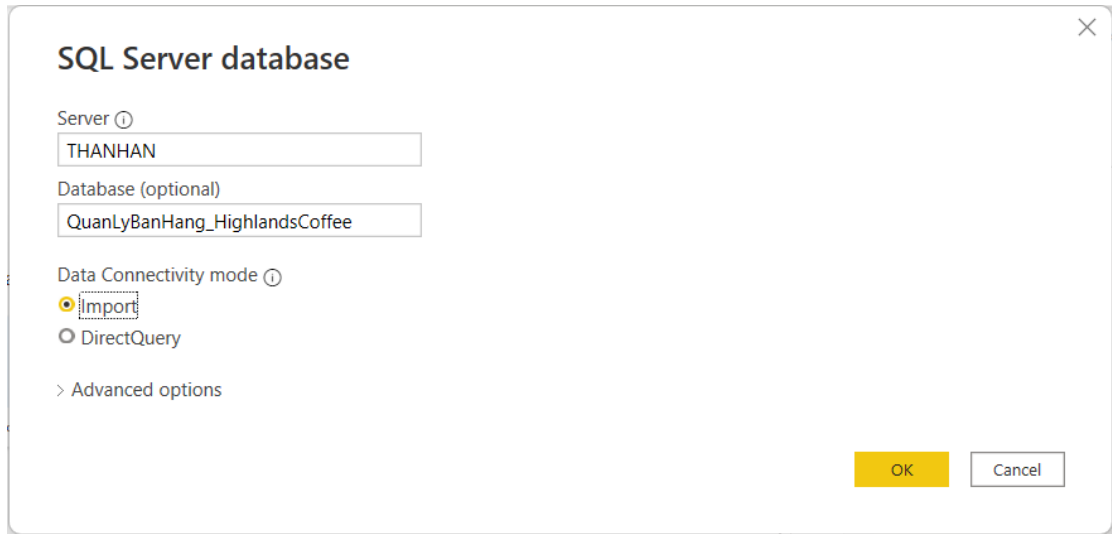 SQL Server database
Server
THANHAN
Database (optional)
QuanLyBanHang_HighlandsCoffee
Data Connectivity mode
Import
DirectQuery
Advanced options
OK Cancel